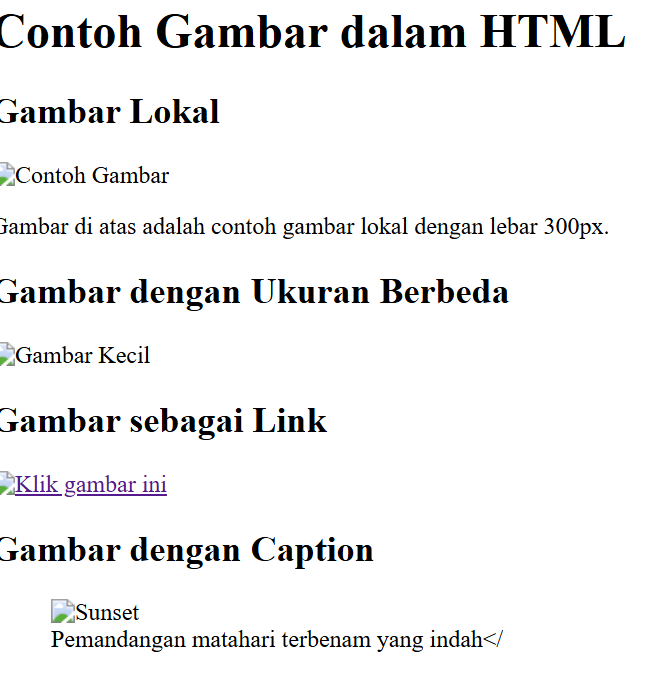 Contoh Gambar dalam HTML
Gambar Lokal
Contoh Gambar
Gambar di atas adalah contoh gambar lokal dengan lebar 300px.
Gambar dengan Ukuran Berbeda
Gambar Kecil
Gambar sebagai Link
Klik gambar ini
Gambar dengan Caption
Sunset
Pemandangan matahari terbenam yang indah</